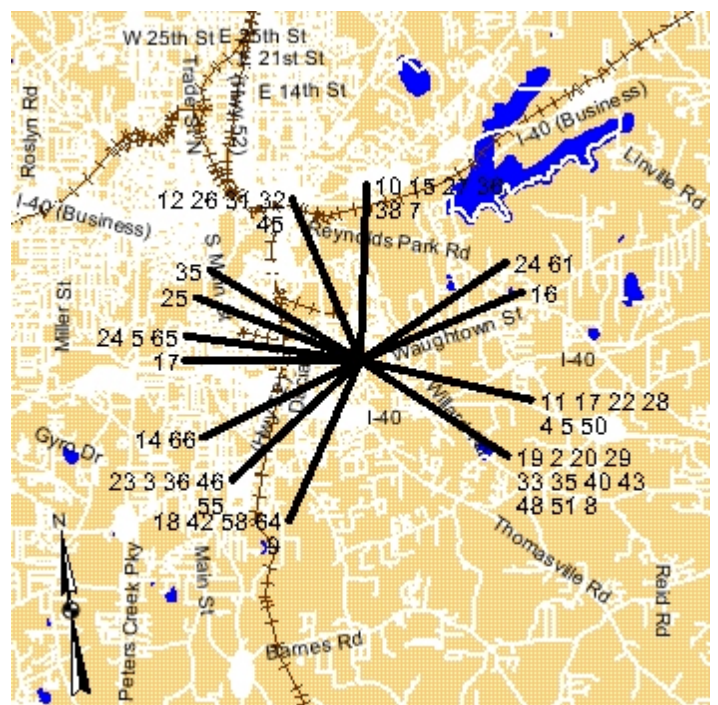 W 25th St
E 25th St
21st St
E 14th St
Trade St N
(Hwy 52)
Roslyn Rd
I-40 (Business)
Linville Rd
I-40 (Business)
12 26 31 32
45
10 15 27 38
38 7
Reynolds Park Rd
S Main St
35
25
24 61
16
Miller St
24 5 65
17
Waughtown St
I-40
11 17 22 28
4 5 50
I-40
14 66
Gyro Dr
19 2 20 29
33 35 40 43
48 51 8
23 3 36 46
55
18 42 58 64
9
N
Thomasville Rd
Main St
Peters Creek Pky
Reid Rd
Barnes Rd